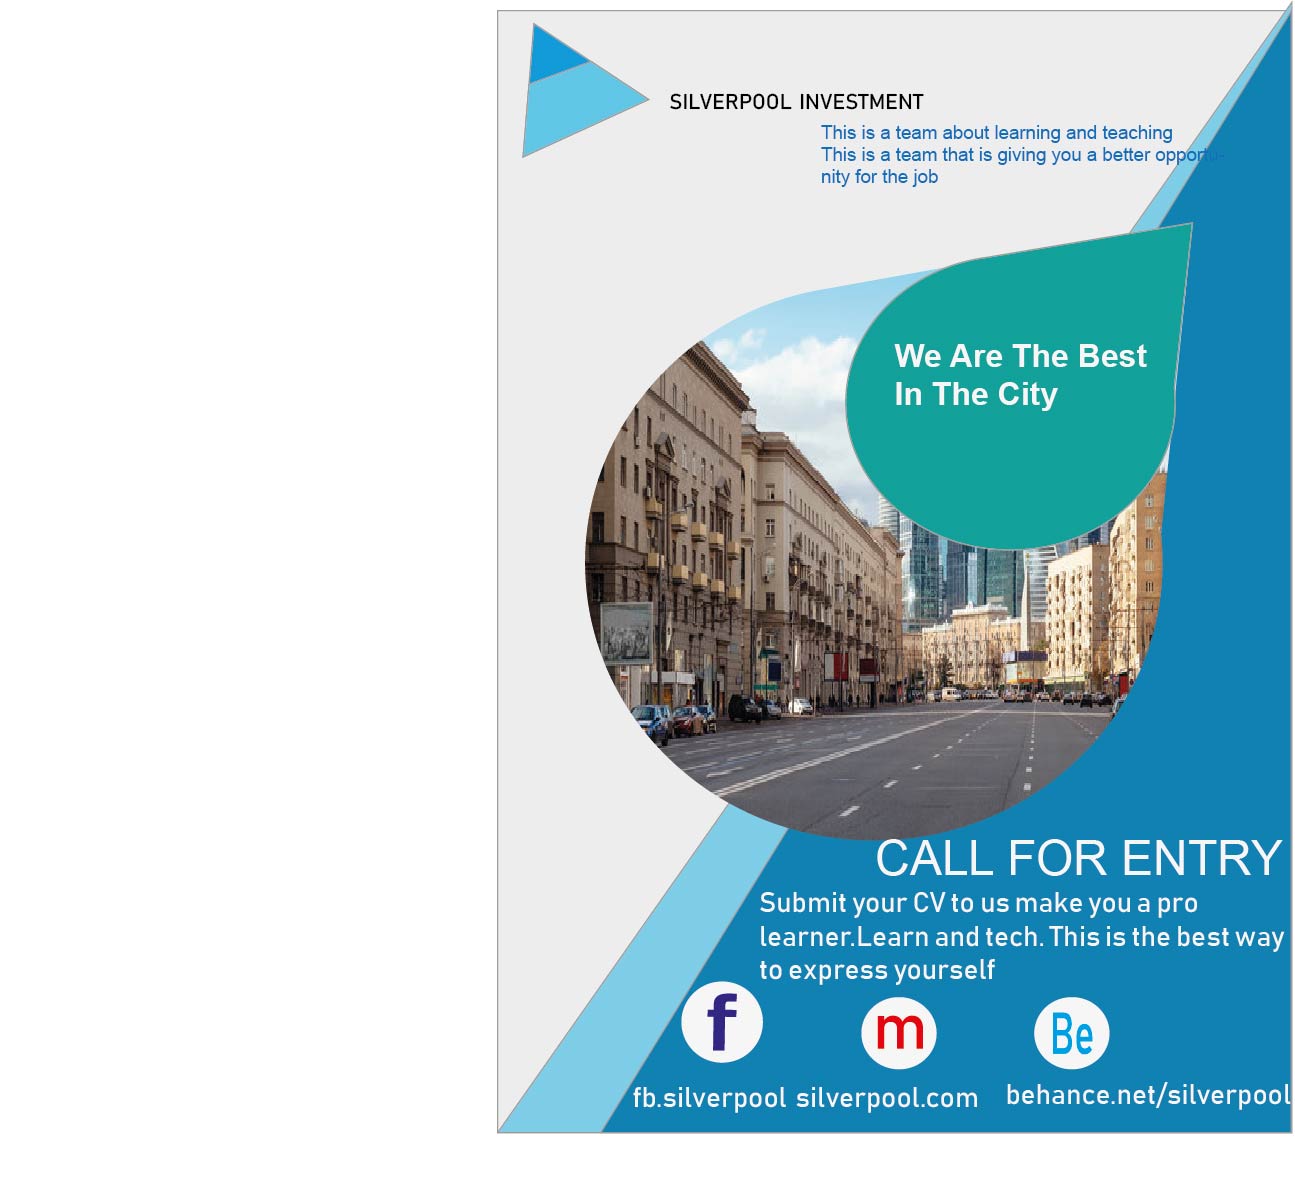 SILVERPOOL INVESTMENT
This is a team about learning and teaching
This is a team that is giving you a better opportu-
nity for the job
We Are The Best
In The City
CALL FOR ENTRY
Submit your CV to us make you a pro
learner.Learn and tech. This is the best way
to express yourself
f m Be
fb.silverpool silverpool.com behance.net/silverpool